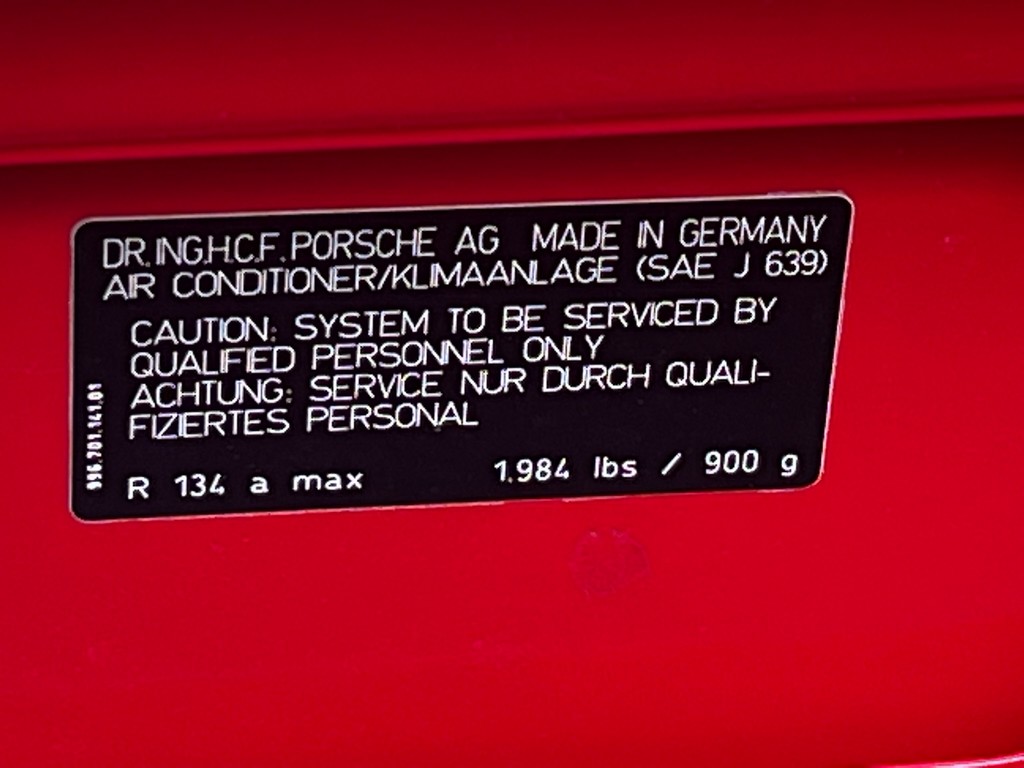 DR.ING.H.C.F. PORSCHE AG MADE IN GERMANY
AIR CONDITIONER/KLIMAANLAGE (SAE J 639)
CAUTION: SYSTEM TO BE SERVICED BY
QUALIFIED PERSONNEL ONLY
ACHTUNG: SERVICE NUR DURCH QUALI-
FIZIERTES PERSONAL
R 134 a max 1.984 lbs / 900 g
996.701.141.01